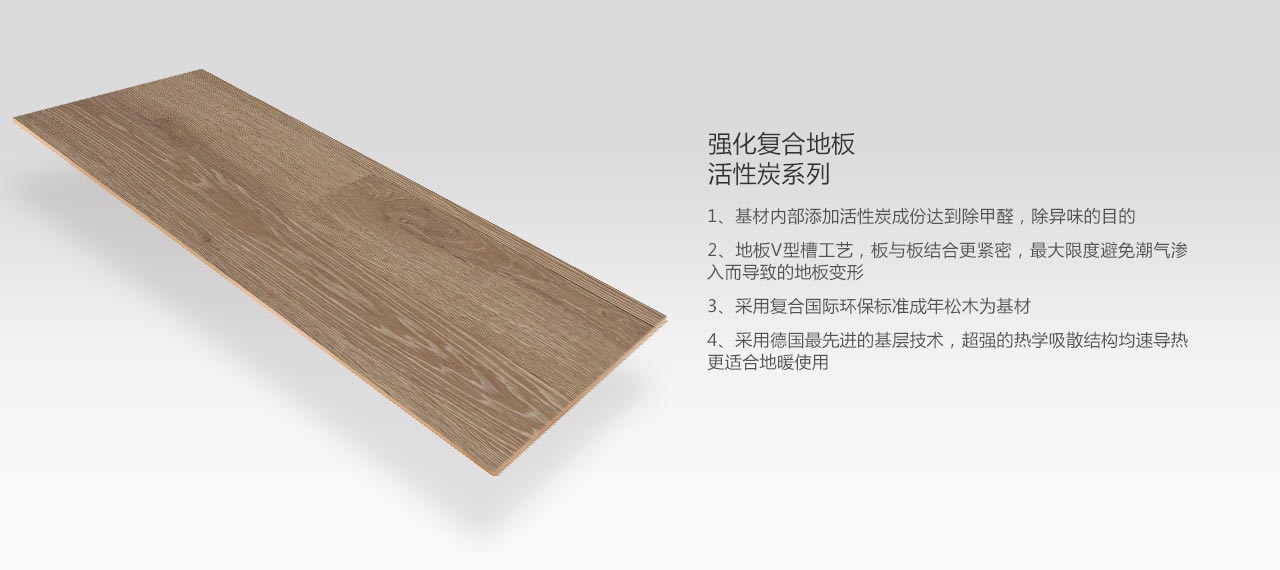 强化复合地板
活性炭系列
1、基材内部添加活性炭成份达到除甲醛，除异味的目的
2、地板V型槽工艺，板与板结合更紧密，最大限度避免潮气渗
入而导致的地板变形
3、采用复合国际环保标准成年松木为基材
4、采用德国最先进的基层技术，超强的热学吸散结构均速导热
更适合地暖使用